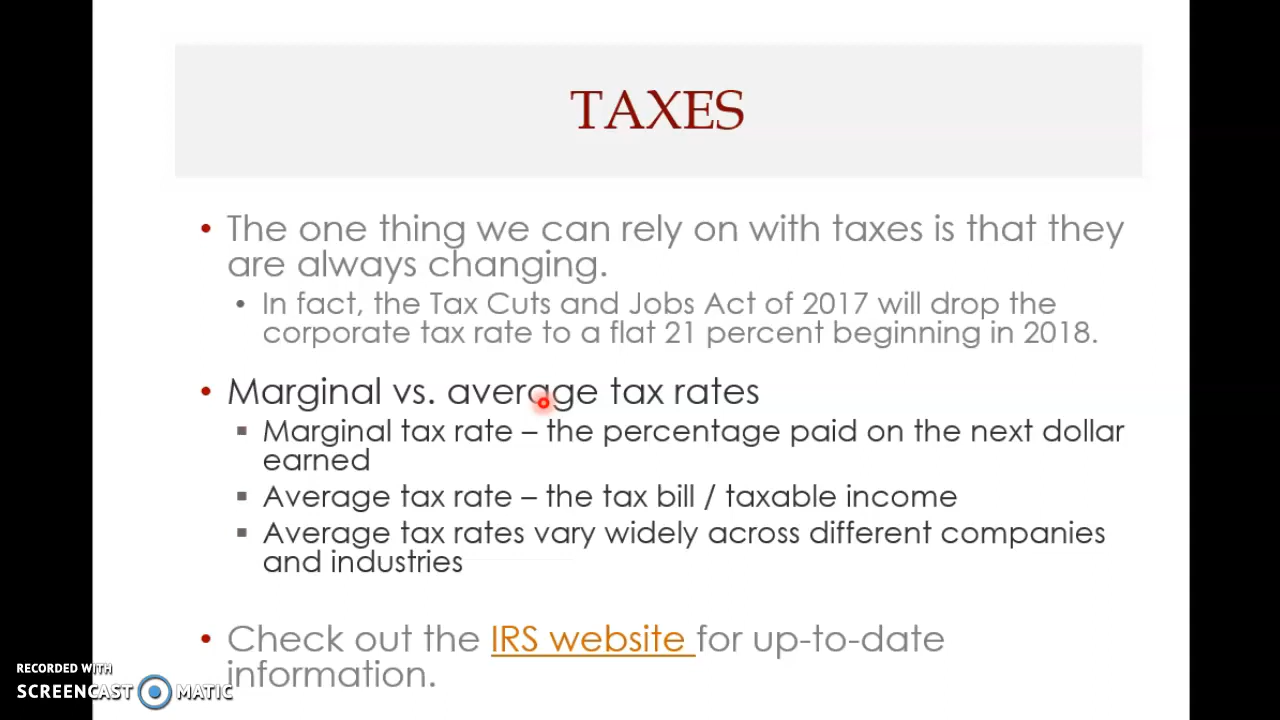 TAXES
• The one thing we can rely on with taxes is that they
are always changing.
• In fact, the Tax Cuts and Jobs Act of 2017 will drop the
corporate tax rate to a flat 21 percent beginning in 2018.
• Marginal vs. average tax rates
▪ Marginal tax rate – the percentage paid on the next dollar
earned
▪ Average tax rate – the tax bill / taxable income
▪ Average tax rates vary widely across different companies
and industries
• Check out the IRS website for up-to-date
information.
RECORDED WITH
SCREENCAST MATIC